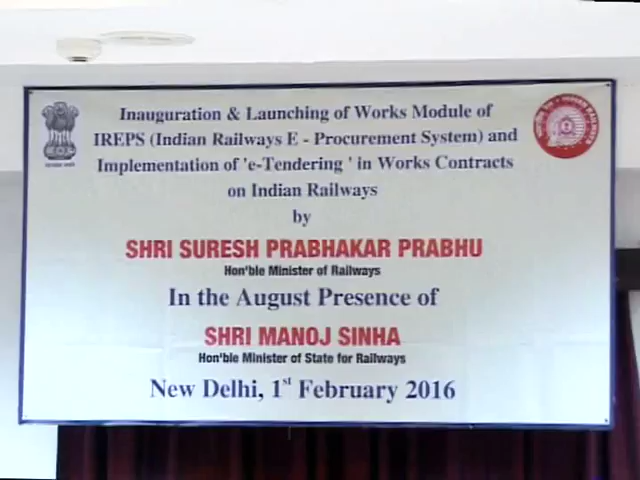 Inauguration & Launching of Works Module of
IREPS (Indian Railways E - Procurement System) and
Implementation of 'e-Tendering ' in Works Contracts
on Indian Railways
by
SHRI SURESH PRABHAKAR PRABHU
Hon'ble Minister of Railways
In the August Presence of
SHRI MANOJ SINHA
Hon'ble Minister of State for Railways
New Delhi, 1st February 2016
INDIAN RAILWAYS